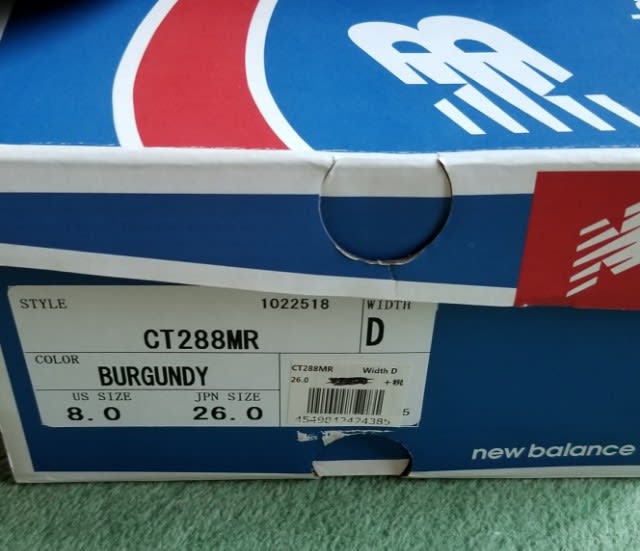 STYLE 1022518 WIDTH
CT288MR D
COLOR
BURGUNDY
US SIZE JPN SIZE
8.0 26.0
CT288MR Width D
26.0 +税
5
new balance